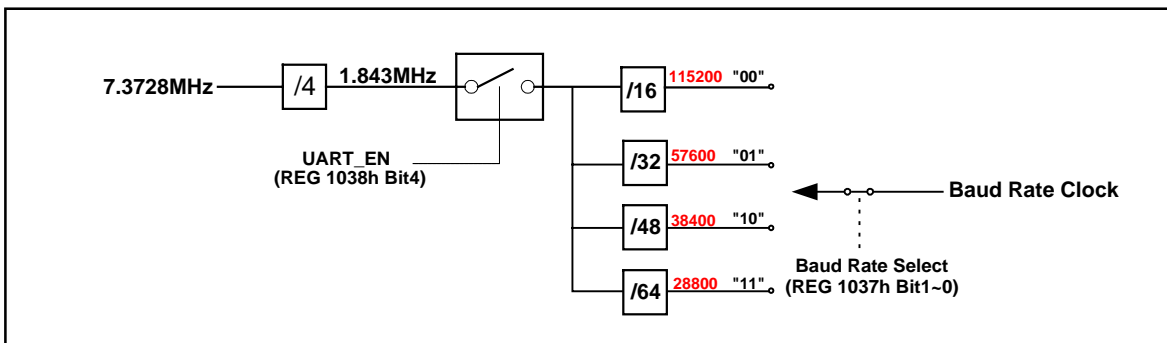 7.3728MHz
/4
1.843MHz
UART_EN
(REG 1038h Bit4)
/16
115200 "00"
/32
57600 "01"
/48
38400 "10"
/64
28800 "11"
Baud Rate Clock
Baud Rate Select
(REG 1037h Bit1~0)